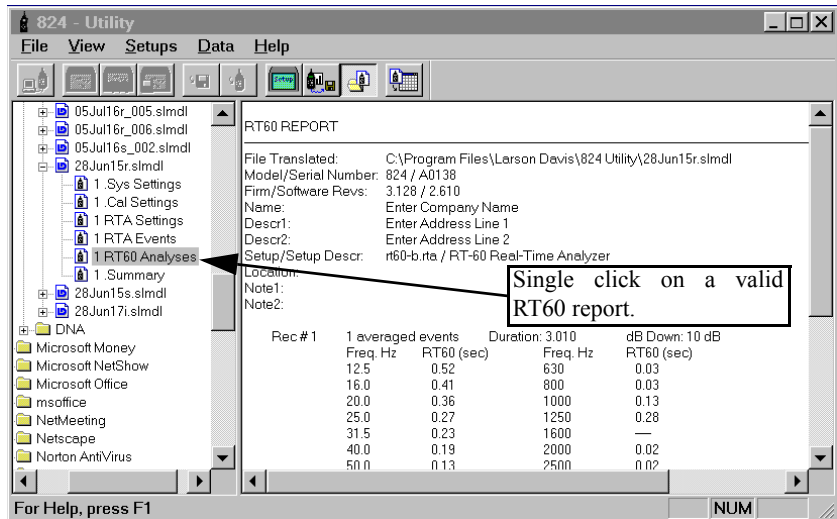 824 - Utility
File View Setups Data Help
Setup
05Jul16r_005.slmdl
05Jul16r_006.slmdl
05Jul16s_002.slmdl
28Jun15r.slmdl
1 .Sys Settings
1 .Cal Settings
1 RTA Settings
1 RTA Events
1 RT60 Analyses
1 .Summary
28Jun15s.slmdl
28Jun17i.slmdl
DNA
Microsoft Money
Microsoft NetShow
Microsoft Office
msoffice
NetMeeting
Netscape
Norton AntiVirus
RT60 REPORT
File Translated: C:\Program Files\Larson Davis\824 Utility\28Jun15r.slmdl
Model/Serial Number: 824 / A0138
Firm/Software Revs: 3.128 / 2.610
Name: Enter Company Name
Descr1: Enter Address Line 1
Descr2: Enter Address Line 2
Setup/Setup Descr: rt60-b.rta / RT-60 Real-Time Analyzer
Location:
Note1:
Note2:
Single click on a valid
RT60 report.
Rec # 1 1 averaged events Duration: 3.010 dB Down: 10 dB
Freq. Hz RT60 (sec) Freq. Hz RT60 (sec)
12.5 0.52 630 0.03
16.0 0.41 800 0.03
20.0 0.36 1000 0.13
25.0 0.27 1250 0.28
31.5 0.23 1600 ----
40.0 0.19 2000 0.02
50.0 0.13 2500 0.02
For Help, press F1
NUM